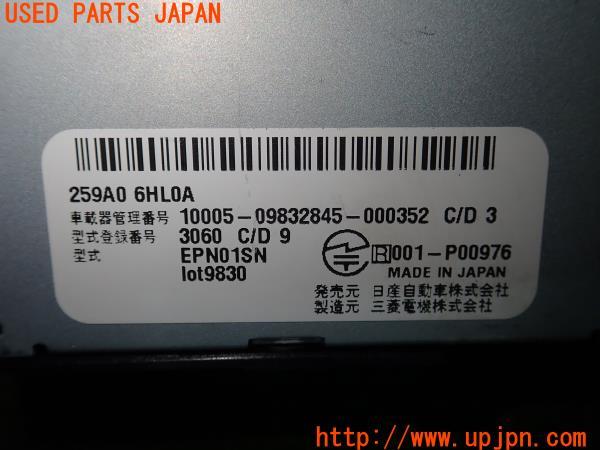 USED PARTS JAPAN
259A0 6HL0A
車載器管理番号 10005-09832845-000352 C/D 3
型式登録番号 3060 C/D 9
型式 EPN01SN
lot9830
R 001-P00976
MADE IN JAPAN
発売元 日産自動車株式会社
製造元 三菱電機株式会社
http://www.upjpn.com/